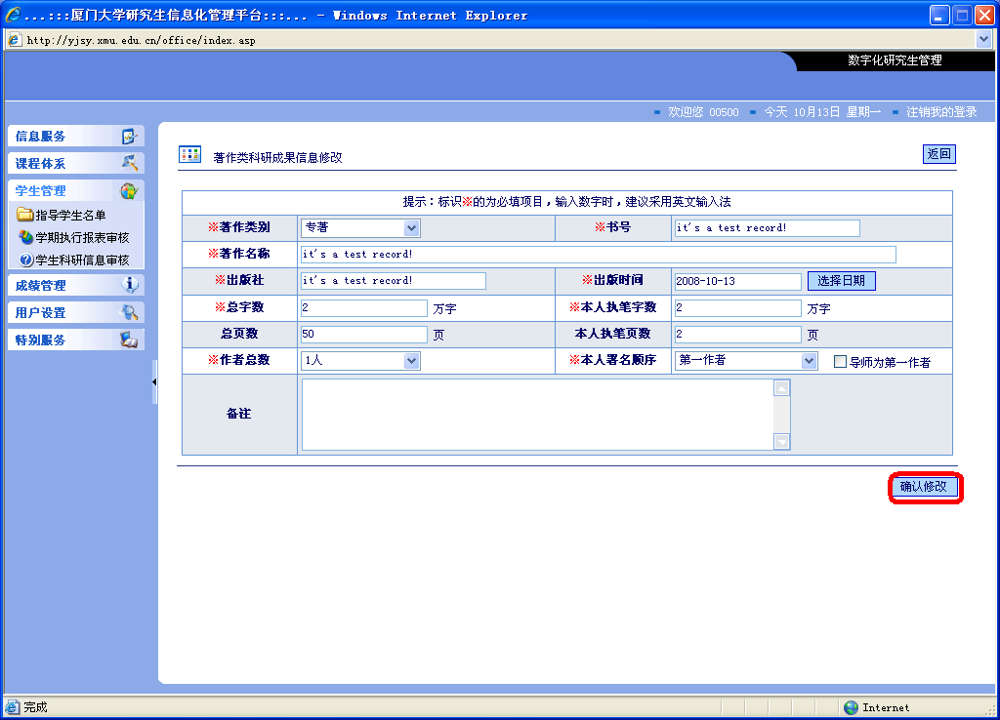 ...:::厦门大学研究生信息化管理平台:::... - Windows Internet Explorer
http://yjsy.xmu.edu.cn/office/index.asp
数字化研究生管理
欢迎您 00500 今天 10月13日 星期一 注销我的登录
信息服务
课程体系
学生管理
指导学生名单
学期执行报表审核
学生科研信息审核
成绩管理
用户设置
特别服务
著作类科研成果信息修改 返回
提示：标识※的为必填项目，输入数字时，建议采用英文输入法
※著作类别 专著 ※书号 it's a test record!
※著作名称 it's a test record!
※出版社 it's a test record! ※出版时间 2008-10-13 选择日期
※总字数 2 万字 ※本人执笔字数 2 万字
总页数 50 页 本人执笔页数 2 页
※作者总数 1人 ※本人署名顺序 第一作者 导师为第一作者
备注
确认修改
完成 Internet